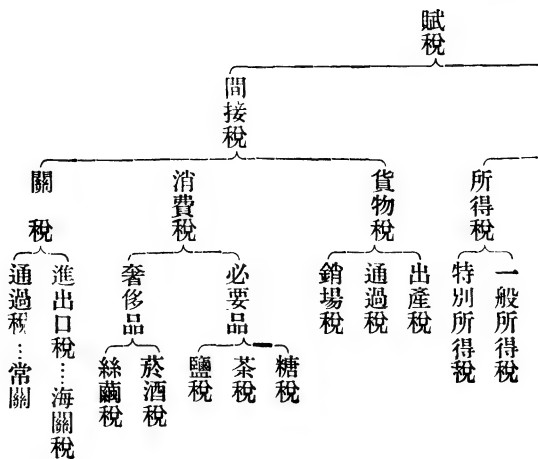 賦稅
間接稅
所得稅
一般所得稅
特別所得稅
貨物稅
出產稅
通過稅
銷場稅
消費稅
必要品
糖稅
茶稅
鹽稅
奢侈品
菸酒稅
絲繭稅
關稅
進出口稅…海關稅
通過稅…常關